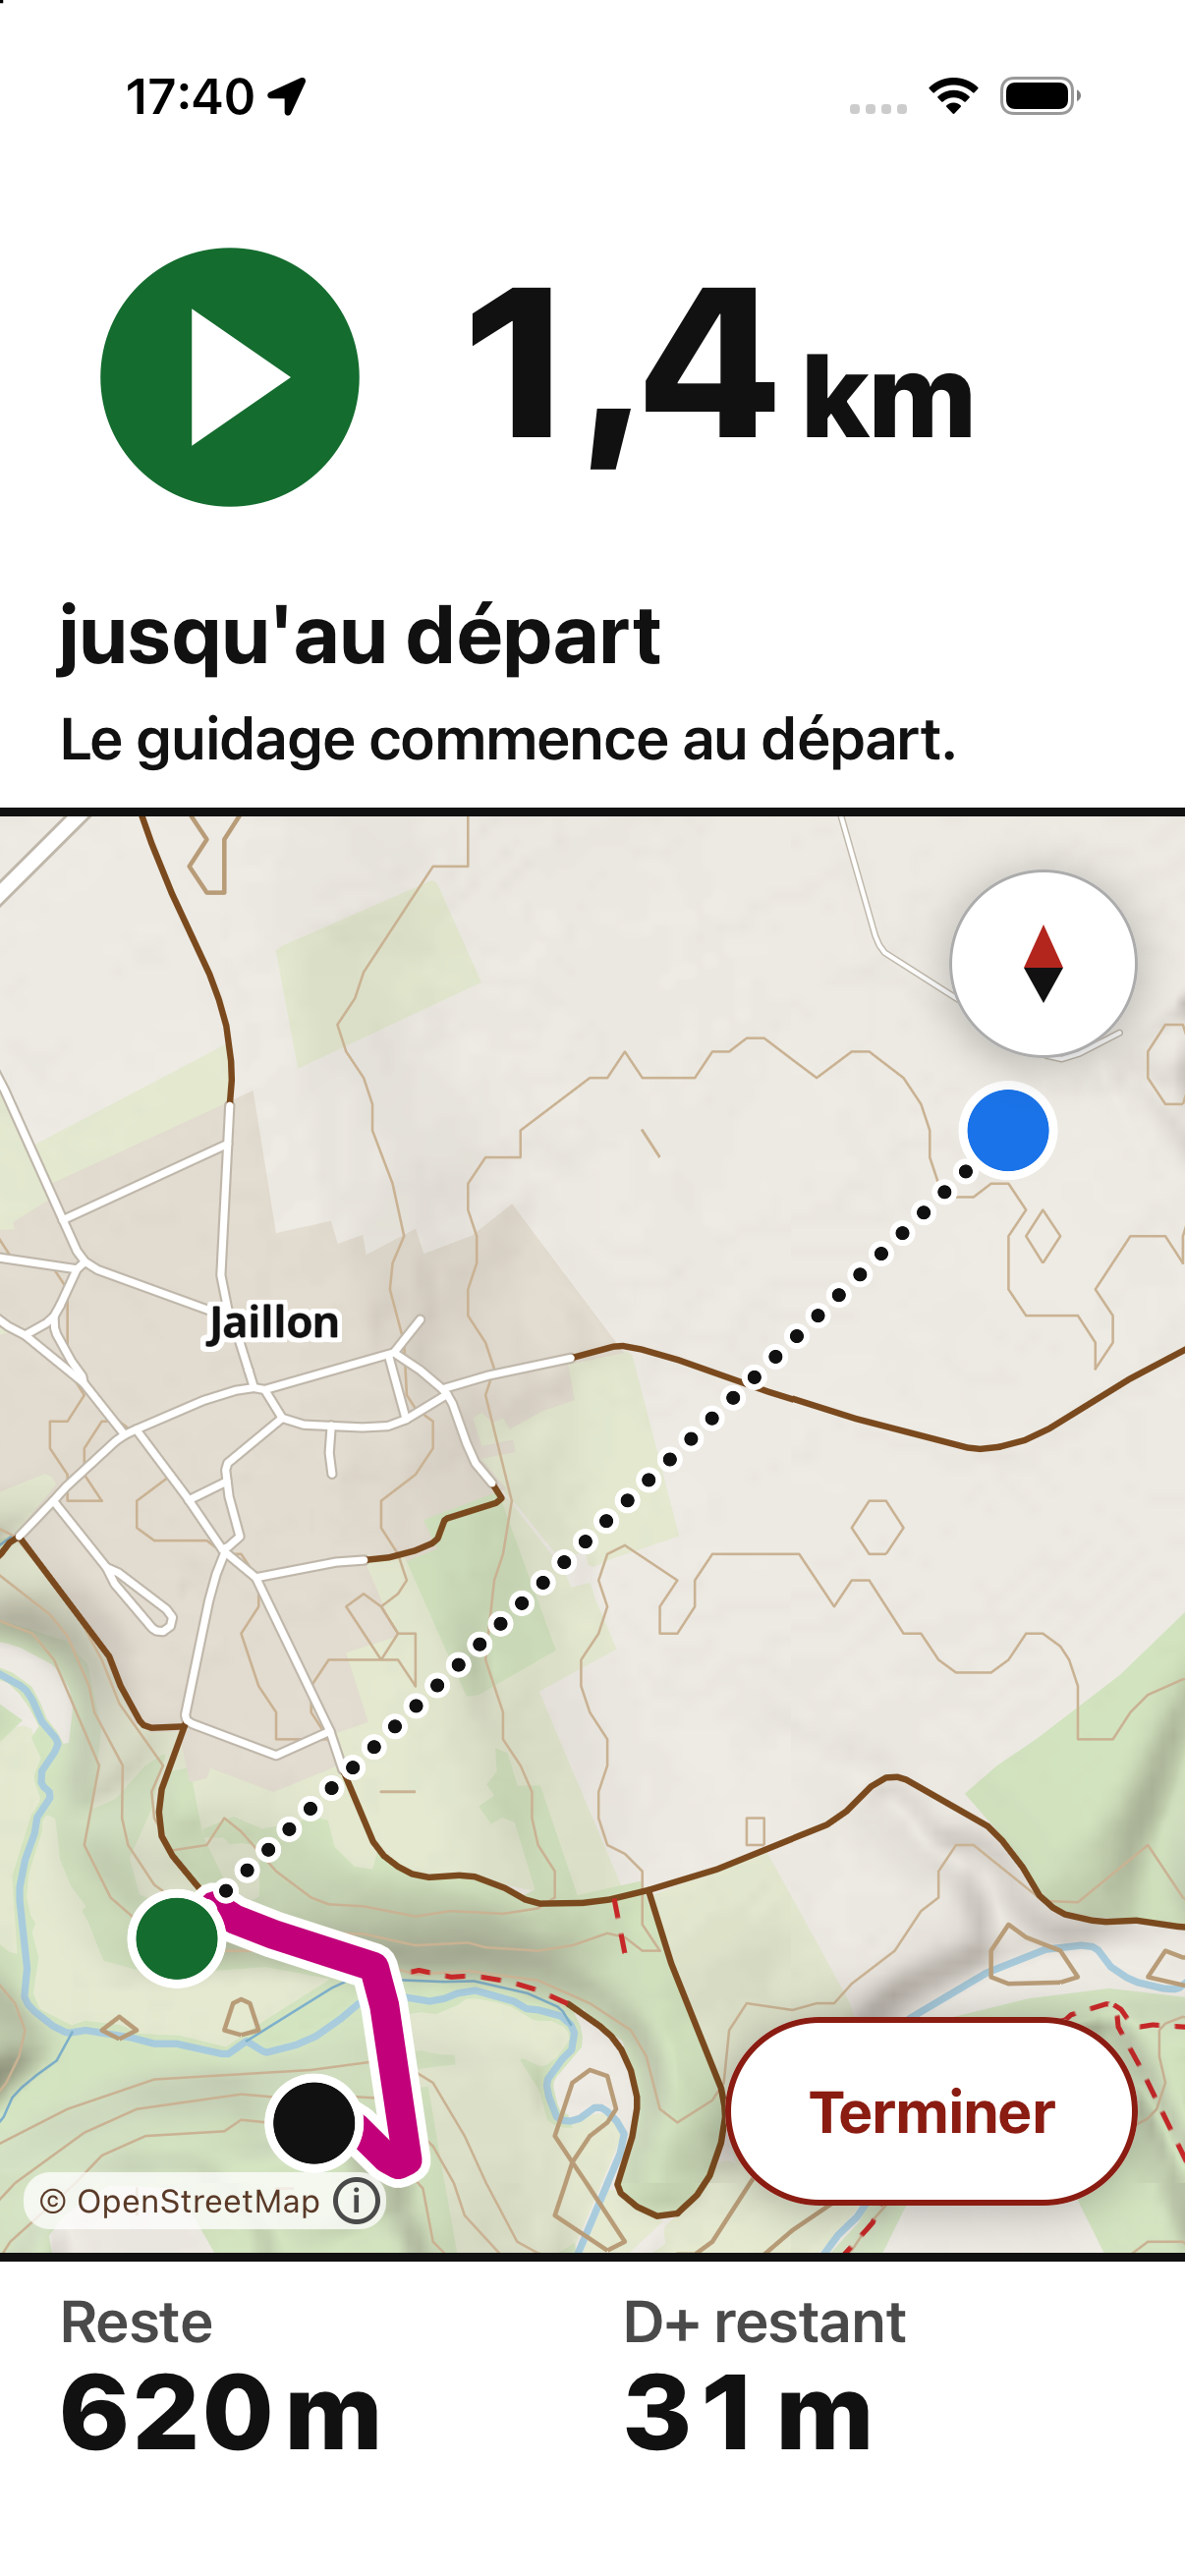 17:40
1,4 km
jusqu'au départ
Le guidage commence au départ.
Jaillon
Terminer
© OpenStreetMap i
Reste
D+ restant
620 m
31 m